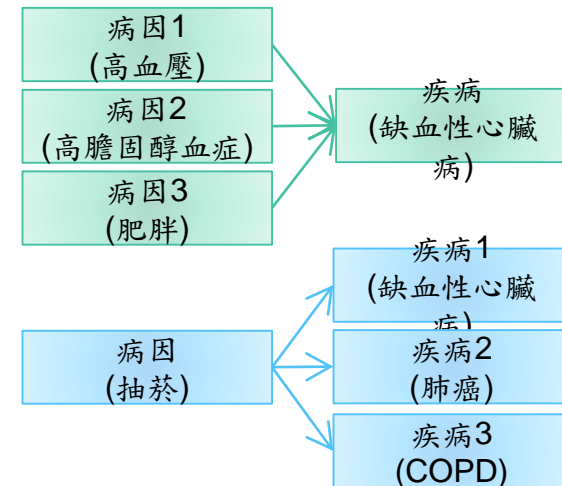 病因1
(高血壓)
病因2
(高膽固醇血症)
病因3
(肥胖)
疾病
(缺血性心臟
病)
病因
(抽菸)
疾病1
(缺血性心臟
病)
疾病2
(肺癌)
疾病3
(COPD)